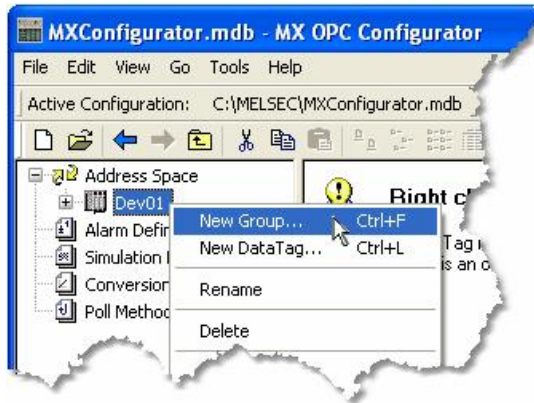 MXConfigurator.mdb - MX OPC Configurator
File Edit View Go Tools Help
Active Configuration: C:\MELSEC\MXConfigurator.mdb
Address Space
Dev01
Alarm Defin
Simulation
Conversion
Poll Method
Right cl
Tag
is an o
New Group... Ctrl+F
New DataTag... Ctrl+L
Rename
Delete